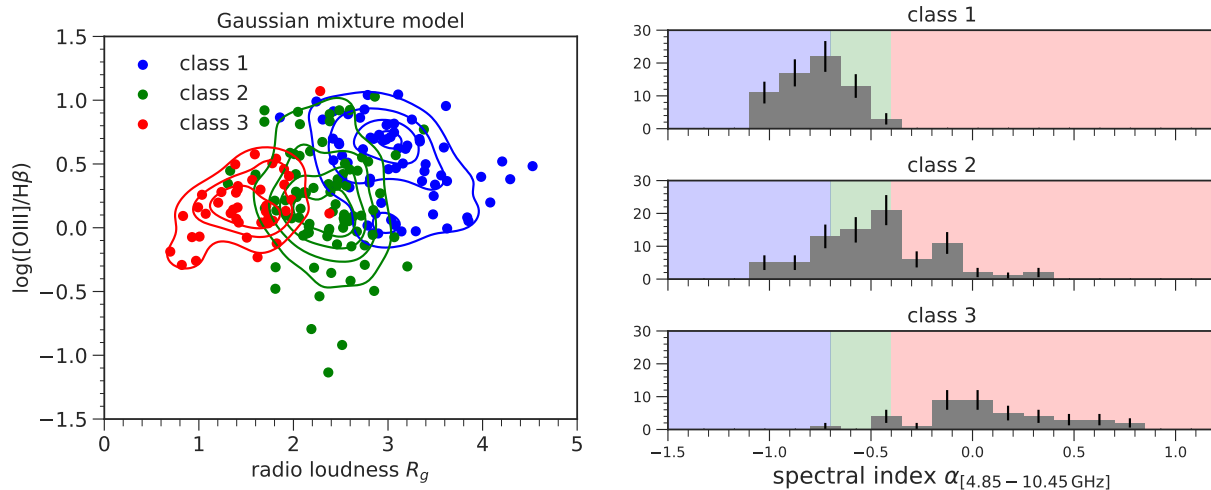 Gaussian mixture model
1.5
1.0
0.5
0.0
−0.5
−1.0
−1.5
log([OIII]/Hβ)
class 1
class 2
class 3
0 1 2 3 4 5
radio loudness R_g
class 1
30
20
10
0
class 2
30
20
10
0
class 3
30
20
10
0
−1.5 −1.0 −0.5 0.0 0.5 1.0
spectral index α[4.85 − 10.45 GHz]